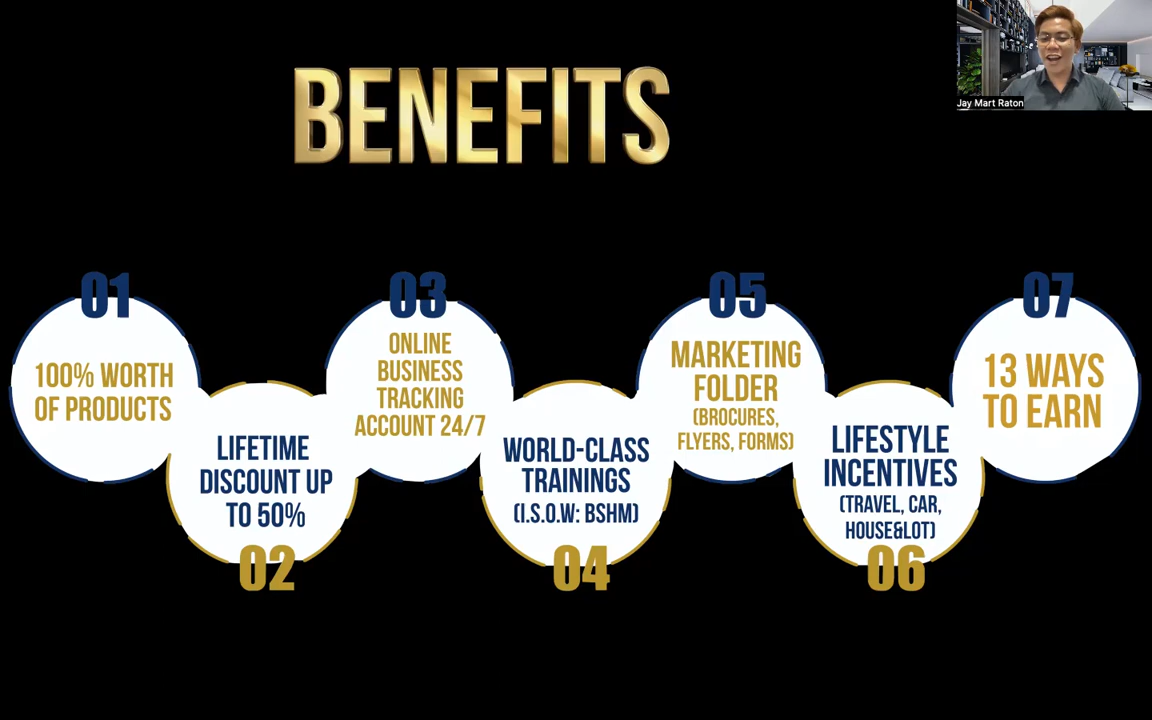 BENEFITS
Jay Mart Raton
01
100% WORTH
OF PRODUCTS
LIFETIME
DISCOUNT UP
TO 50%
02
03
ONLINE
BUSINESS
TRACKING
ACCOUNT 24/7
WORLD-CLASS
TRAININGS
(I.S.O.W: BSHM)
04
05
MARKETING
FOLDER
(BROCURES,
FLYERS, FORMS)
LIFESTYLE
INCENTIVES
(TRAVEL, CAR,
HOUSE&LOT)
06
07
13 WAYS
TO EARN